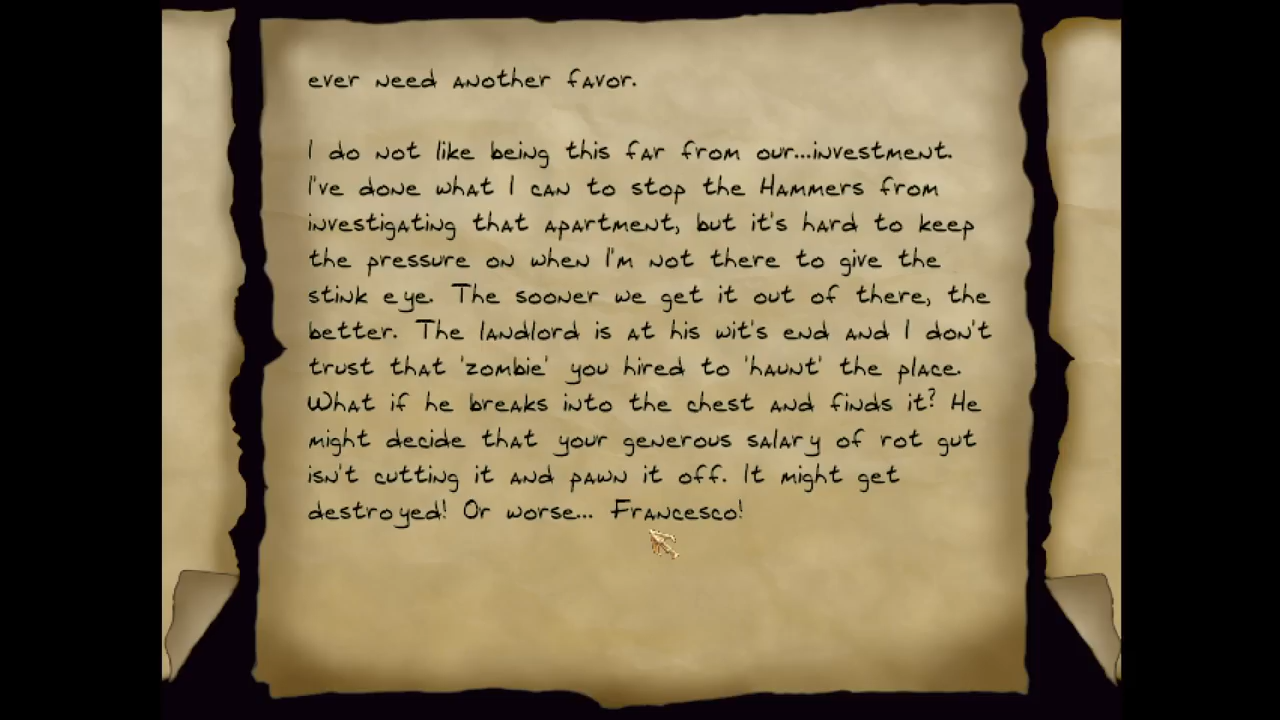 ever need another favor.
I do not like being this far from our...investment.
I've done what I can to stop the Hammers from
investigating that apartment, but it's hard to keep
the pressure on when I'm not there to give the
stink eye. The sooner we get it out of there, the
better. The landlord is at his wit's end and I don't
trust that 'zombie' you hired to 'haunt' the place.
What if he breaks into the chest and finds it? He
might decide that your generous salary of rot gut
isn't cutting it and pawn it off. It might get
destroyed! Or worse... Francesco!